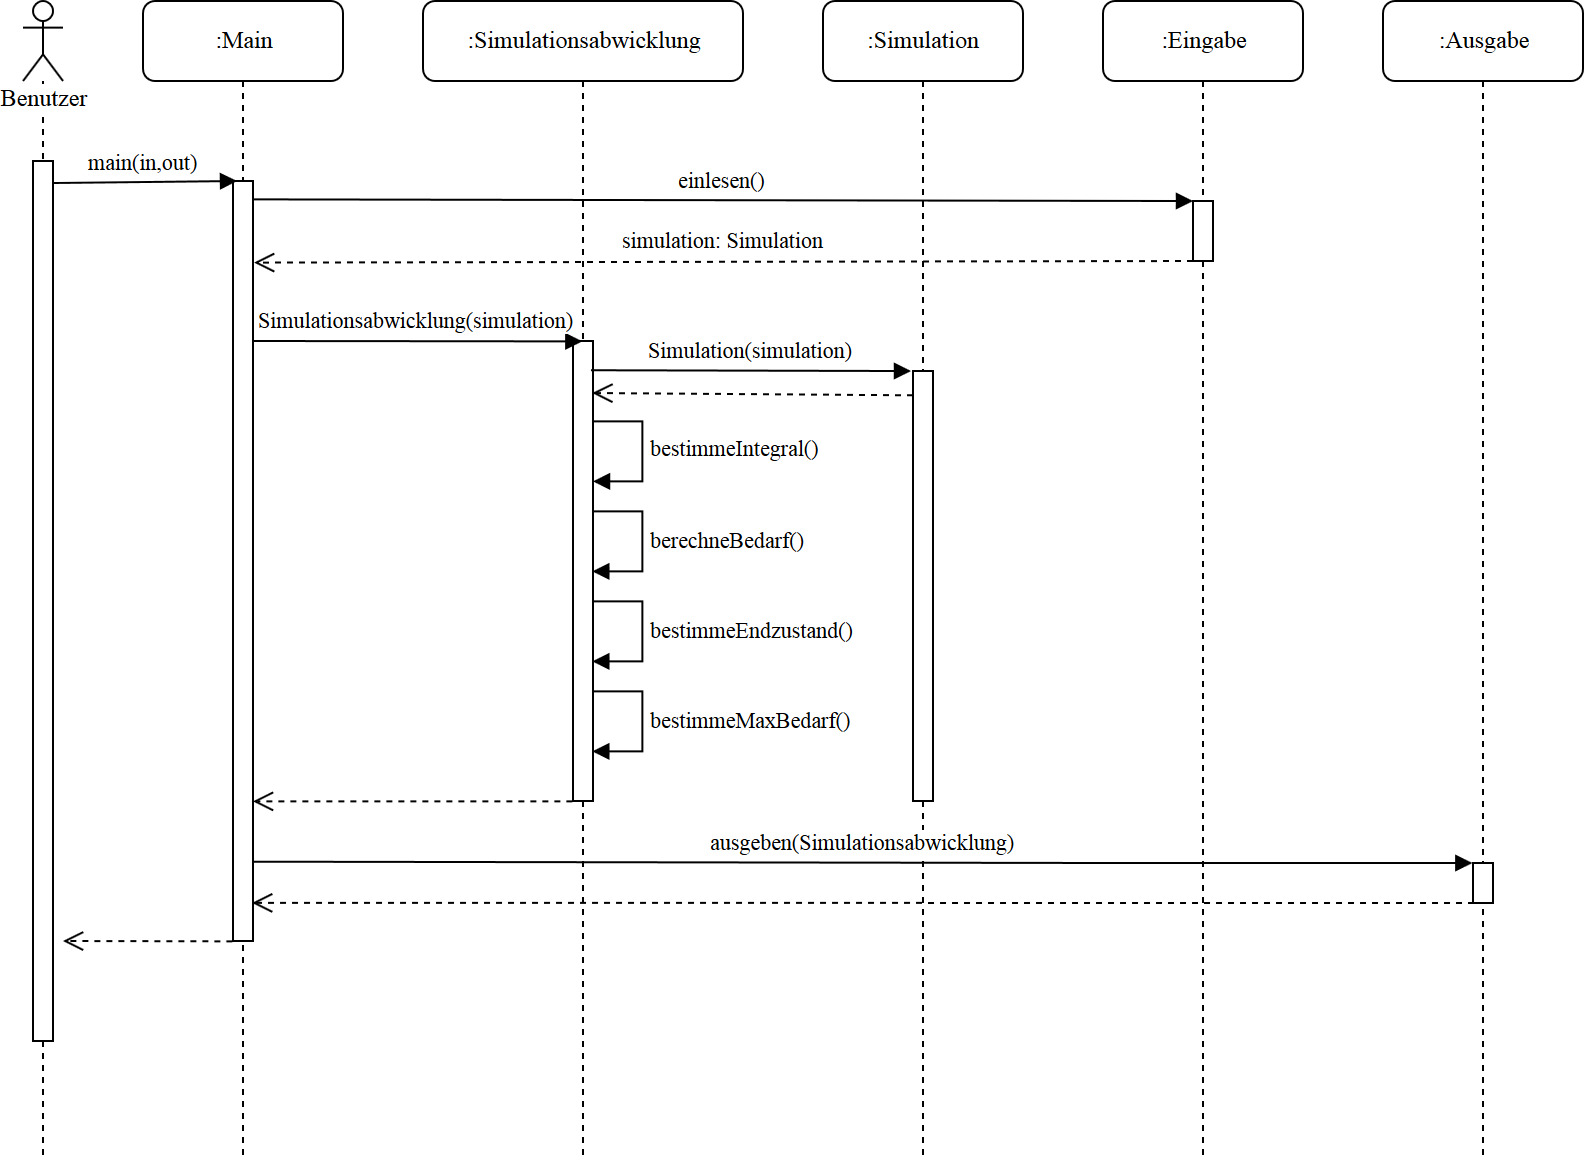 :Main
:Simulationsabwicklung
:Simulation
:Eingabe
:Ausgabe
Benutzer
main(in,out)
einlesen()
simulation: Simulation
Simulationsabwicklung(simulation)
Simulation(simulation)
bestimmeIntegral()
berechneBedarf()
bestimmeEndzustand()
bestimmeMaxBedarf()
ausgeben(Simulationsabwicklung)